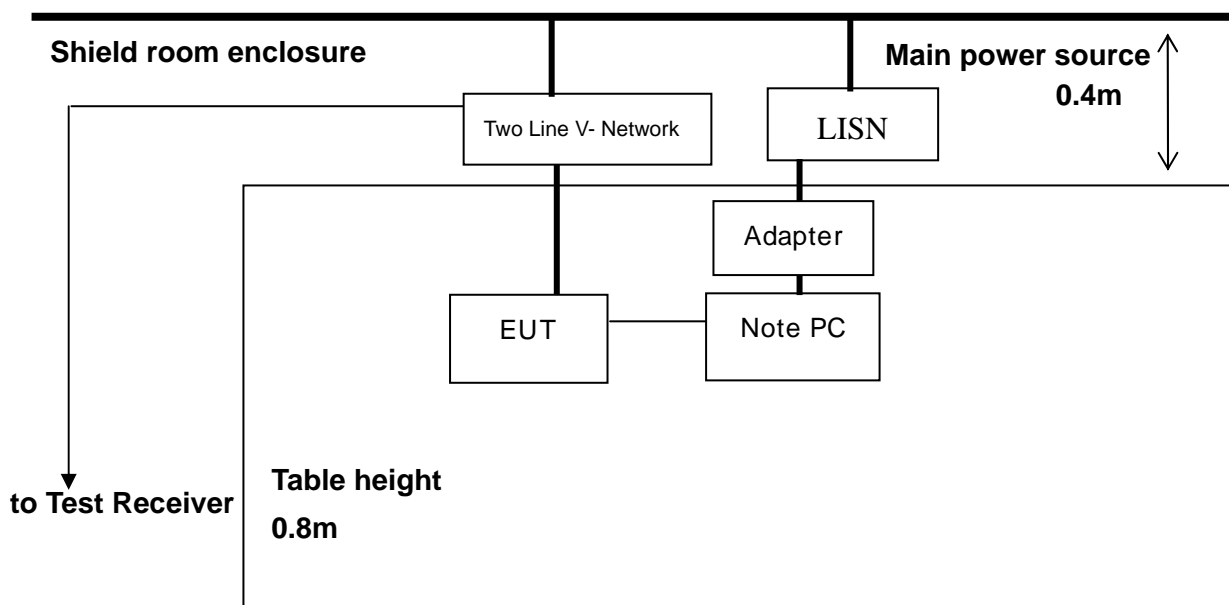 Shield room enclosure
Main power source
0.4m
Two Line V- Network
LISN
Adapter
EUT
Note PC
Table height
0.8m
to Test Receiver